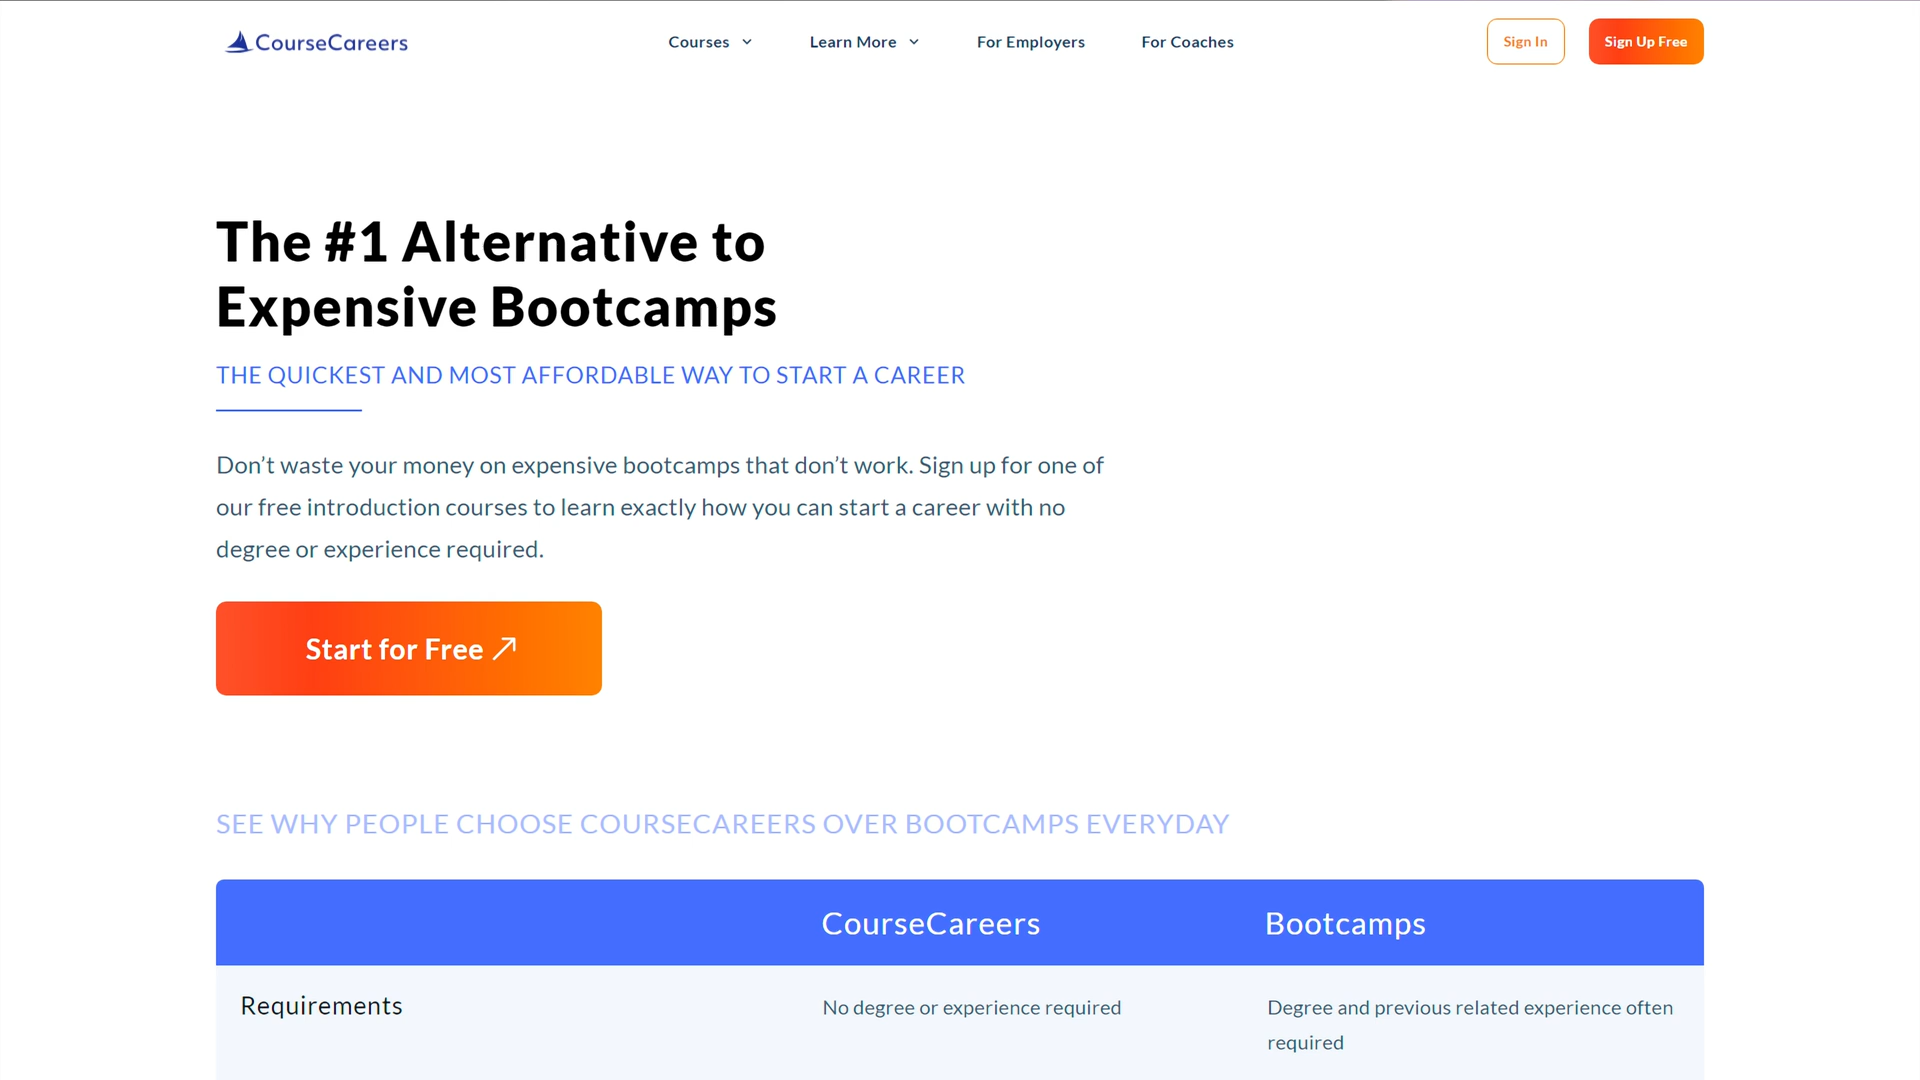 CourseCareers
Courses
Learn More
For Employers
For Coaches
Sign In
Sign Up Free
The #1 Alternative to
Expensive Bootcamps
THE QUICKEST AND MOST AFFORDABLE WAY TO START A CAREER
Don’t waste your money on expensive bootcamps that don’t work. Sign up for one of
our free introduction courses to learn exactly how you can start a career with no
degree or experience required.
Start for Free
SEE WHY PEOPLE CHOOSE COURSECAREERS OVER BOOTCAMPS EVERYDAY
CourseCareers
Bootcamps
Requirements
No degree or experience required
Degree and previous related experience often
required